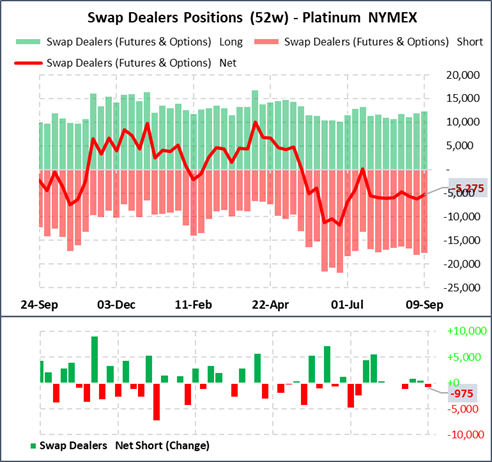 Swap Dealers Positions (52w) - Platinum NYMEX
Swap Dealers (Futures & Options) Long
Swap Dealers (Futures & Options) Short
Swap Dealers (Futures & Options) Net
20,000
15,000
10,000
5,000
-
-5,275
-5,000
-10,000
-15,000
-20,000
-25,000
24-Sep 03-Dec 11-Feb 22-Apr 01-Jul 09-Sep
+10,000
+5,000
+0
-975
-5,000
-10,000
Swap Dealers Net Short (Change)